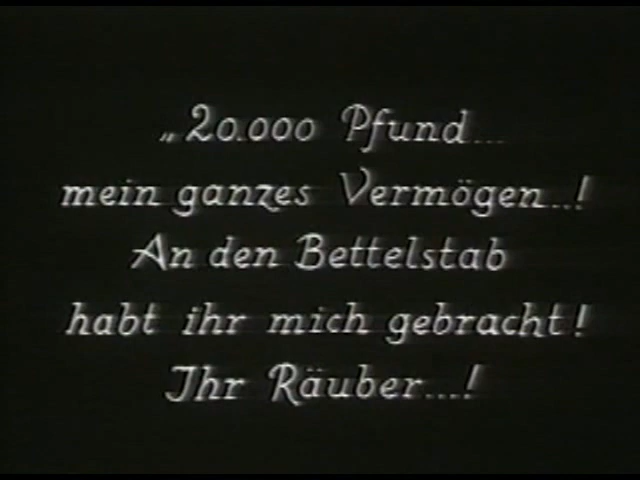 „20.000 Pfund...
mein ganzes Vermögen...!
An den Bettelstab
habt ihr mich gebracht!
Ihr Räuber...!